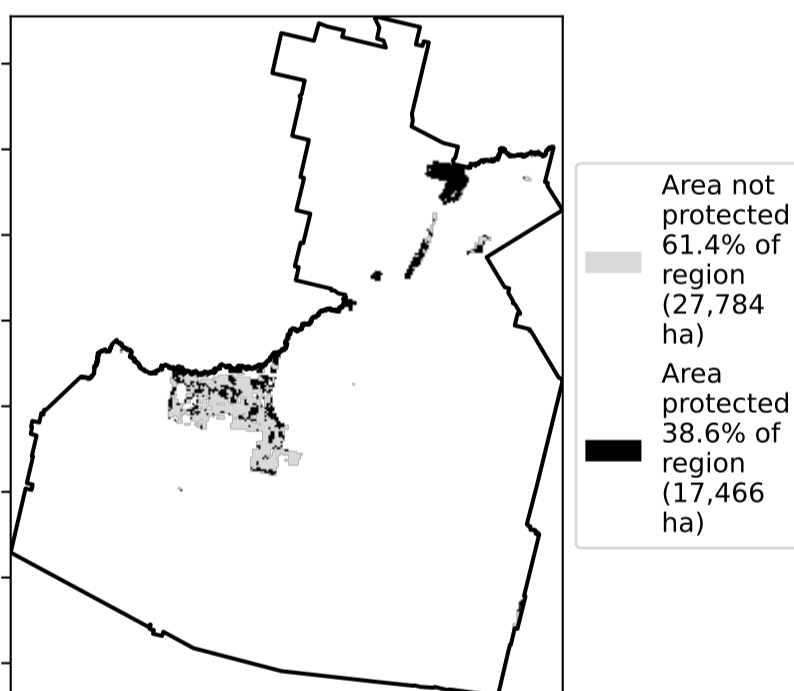 Area not
protected
61.4% of
region
(27,784
ha)
Area
protected
38.6% of
region
(17,466
ha)